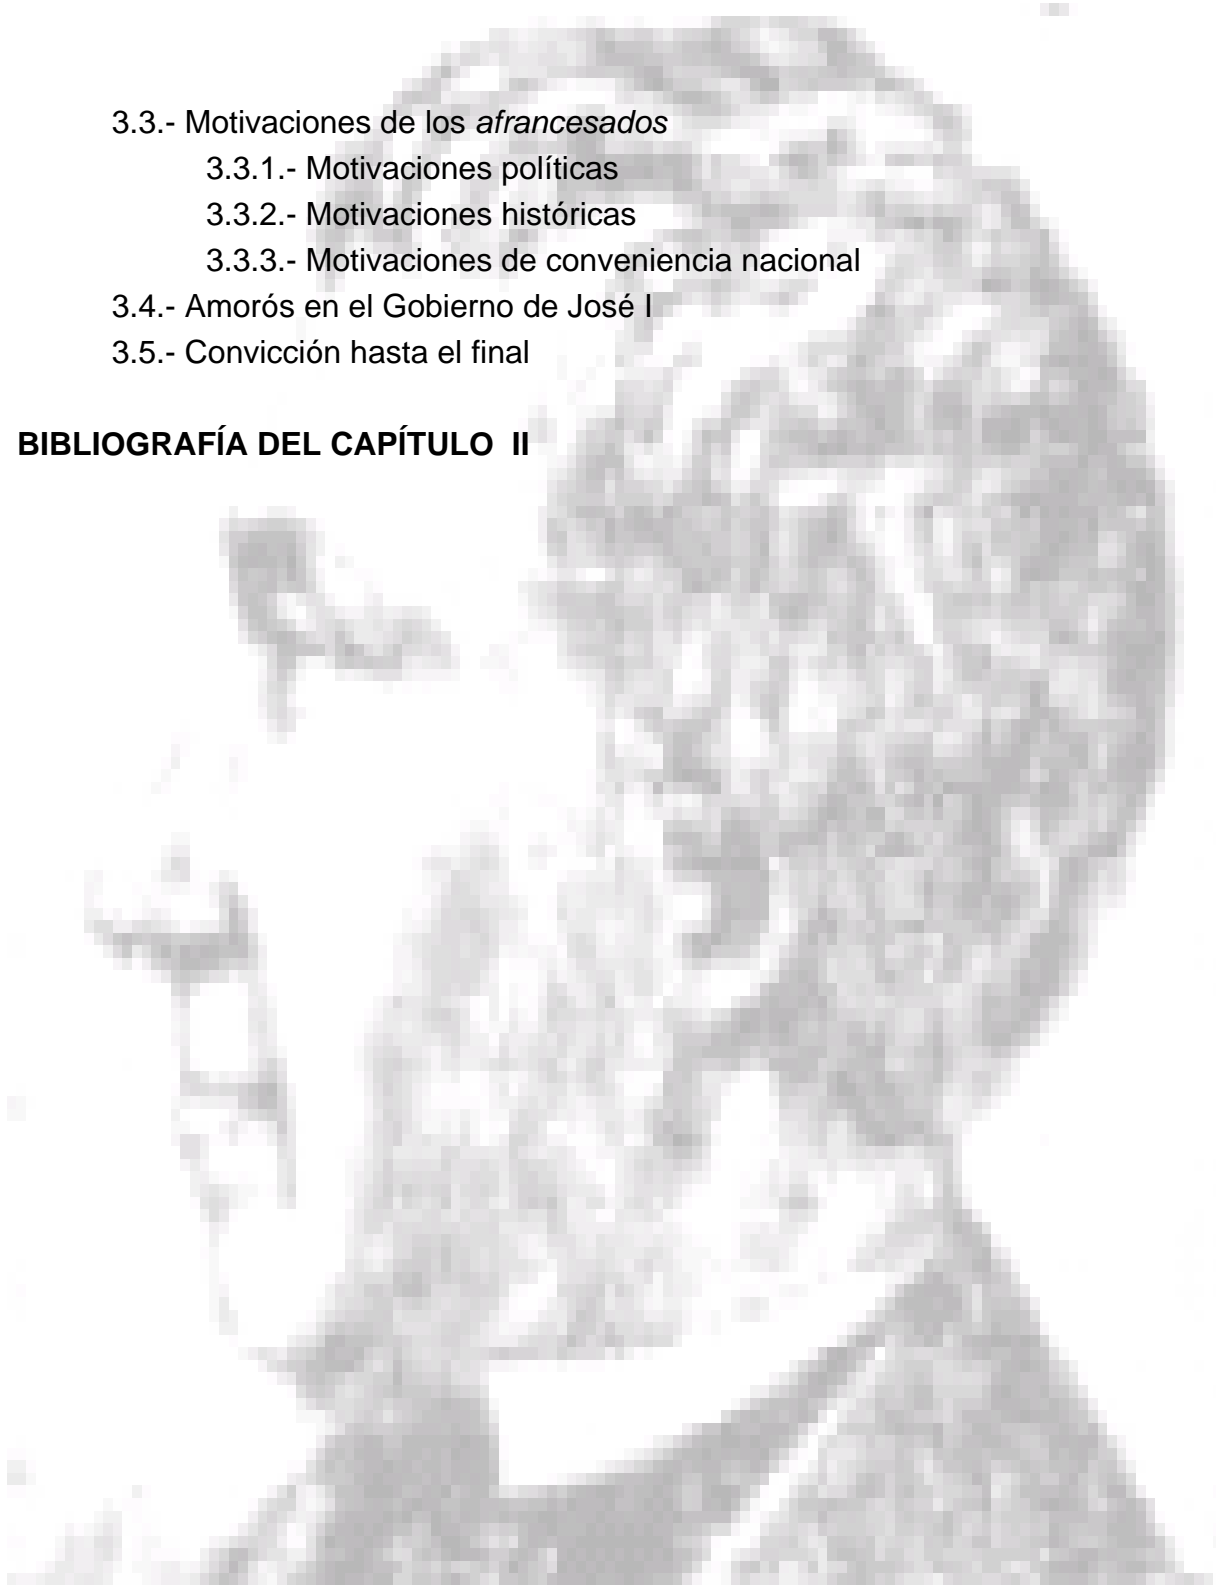 3.3.- Motivaciones de los afrancesados
3.3.1.- Motivaciones políticas
3.3.2.- Motivaciones históricas
3.3.3.- Motivaciones de conveniencia nacional
3.4.- Amorós en el Gobierno de José I
3.5.- Convicción hasta el final
BIBLIOGRAFÍA DEL CAPÍTULO II